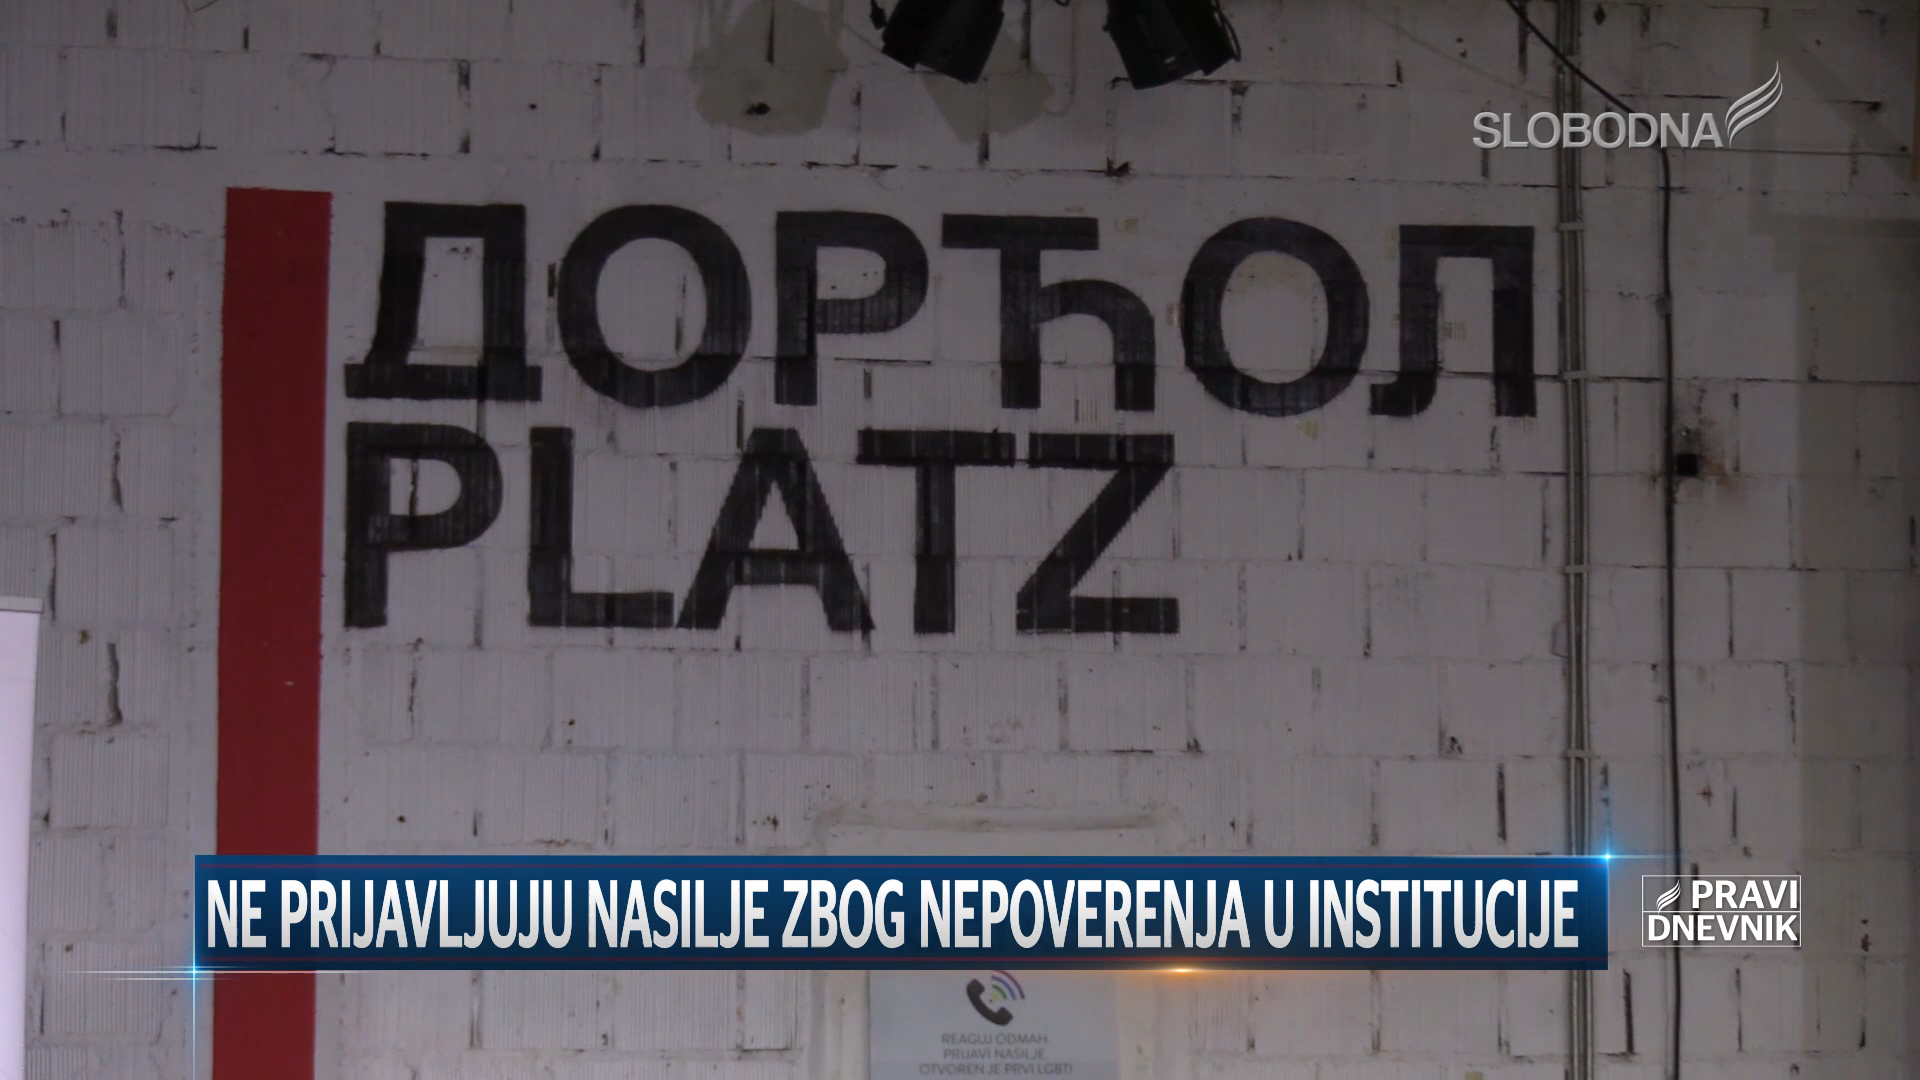 SLOBODNA
ДОРЋОЛ
PLATZ
NE PRIJAVLJUJU NASILJE ZBOG NEPOVERENJA U INSTITUCIJE
PRAVI
DNEVNIK
REAGUJ ODMAH.
PRIJAVI NASILJE.
OTVOREN JE PRVI LGBTI